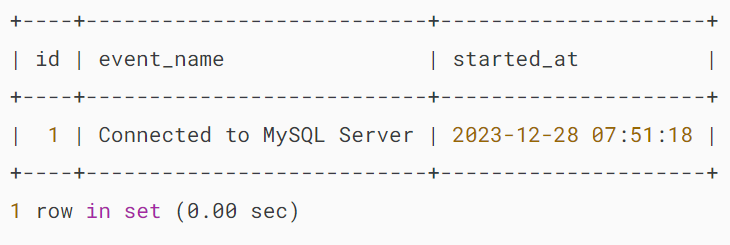 +----+---------------------------+---------------------+
| id | event_name                | started_at          |
+----+---------------------------+---------------------+
|  1 | Connected to MySQL Server | 2023-12-28 07:51:18 |
+----+---------------------------+---------------------+
1 row in set (0.00 sec)